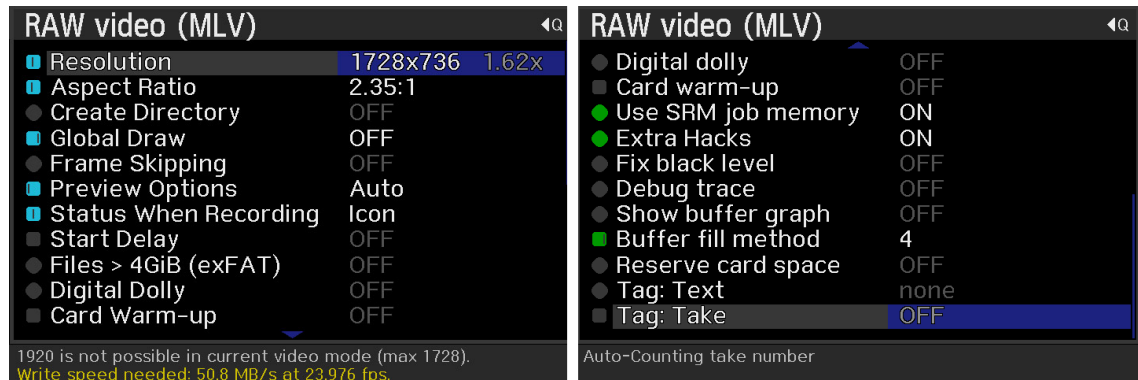 RAW video (MLV) Q
Resolution 1728x736 1.62x
Aspect Ratio 2.35:1
Create Directory OFF
Global Draw OFF
Frame Skipping OFF
Preview Options Auto
Status When Recording Icon
Start Delay OFF
Files > 4GiB (exFAT) OFF
Digital Dolly OFF
Card Warm-up OFF
1920 is not possible in current video mode (max 1728).
Write speed needed: 50.8 MB/s at 23.976 fps.
RAW video (MLV) Q
Digital dolly OFF
Card warm-up OFF
Use SRM job memory ON
Extra Hacks ON
Fix black level OFF
Debug trace OFF
Show buffer graph OFF
Buffer fill method 4
Reserve card space OFF
Tag: Text none
Tag: Take OFF
Auto-Counting take number